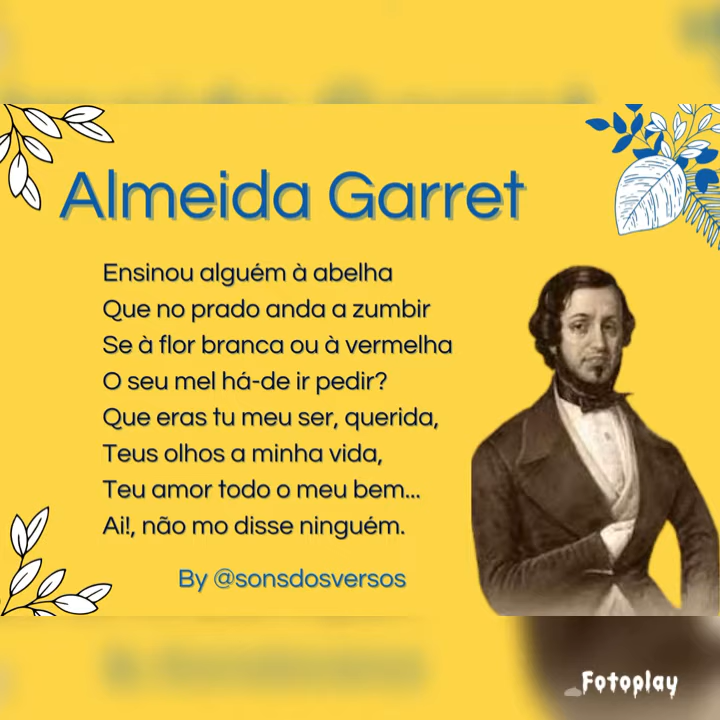 Almeida Garret
Ensinou alguém à abelha
Que no prado anda a zumbir
Se à flor branca ou à vermelha
O seu mel há-de ir pedir?
Que eras tu meu ser, querida,
Teus olhos a minha vida,
Teu amor todo o meu bem...
Ai!, não mo disse ninguém.
By @sonsdosversos
Fotoplay